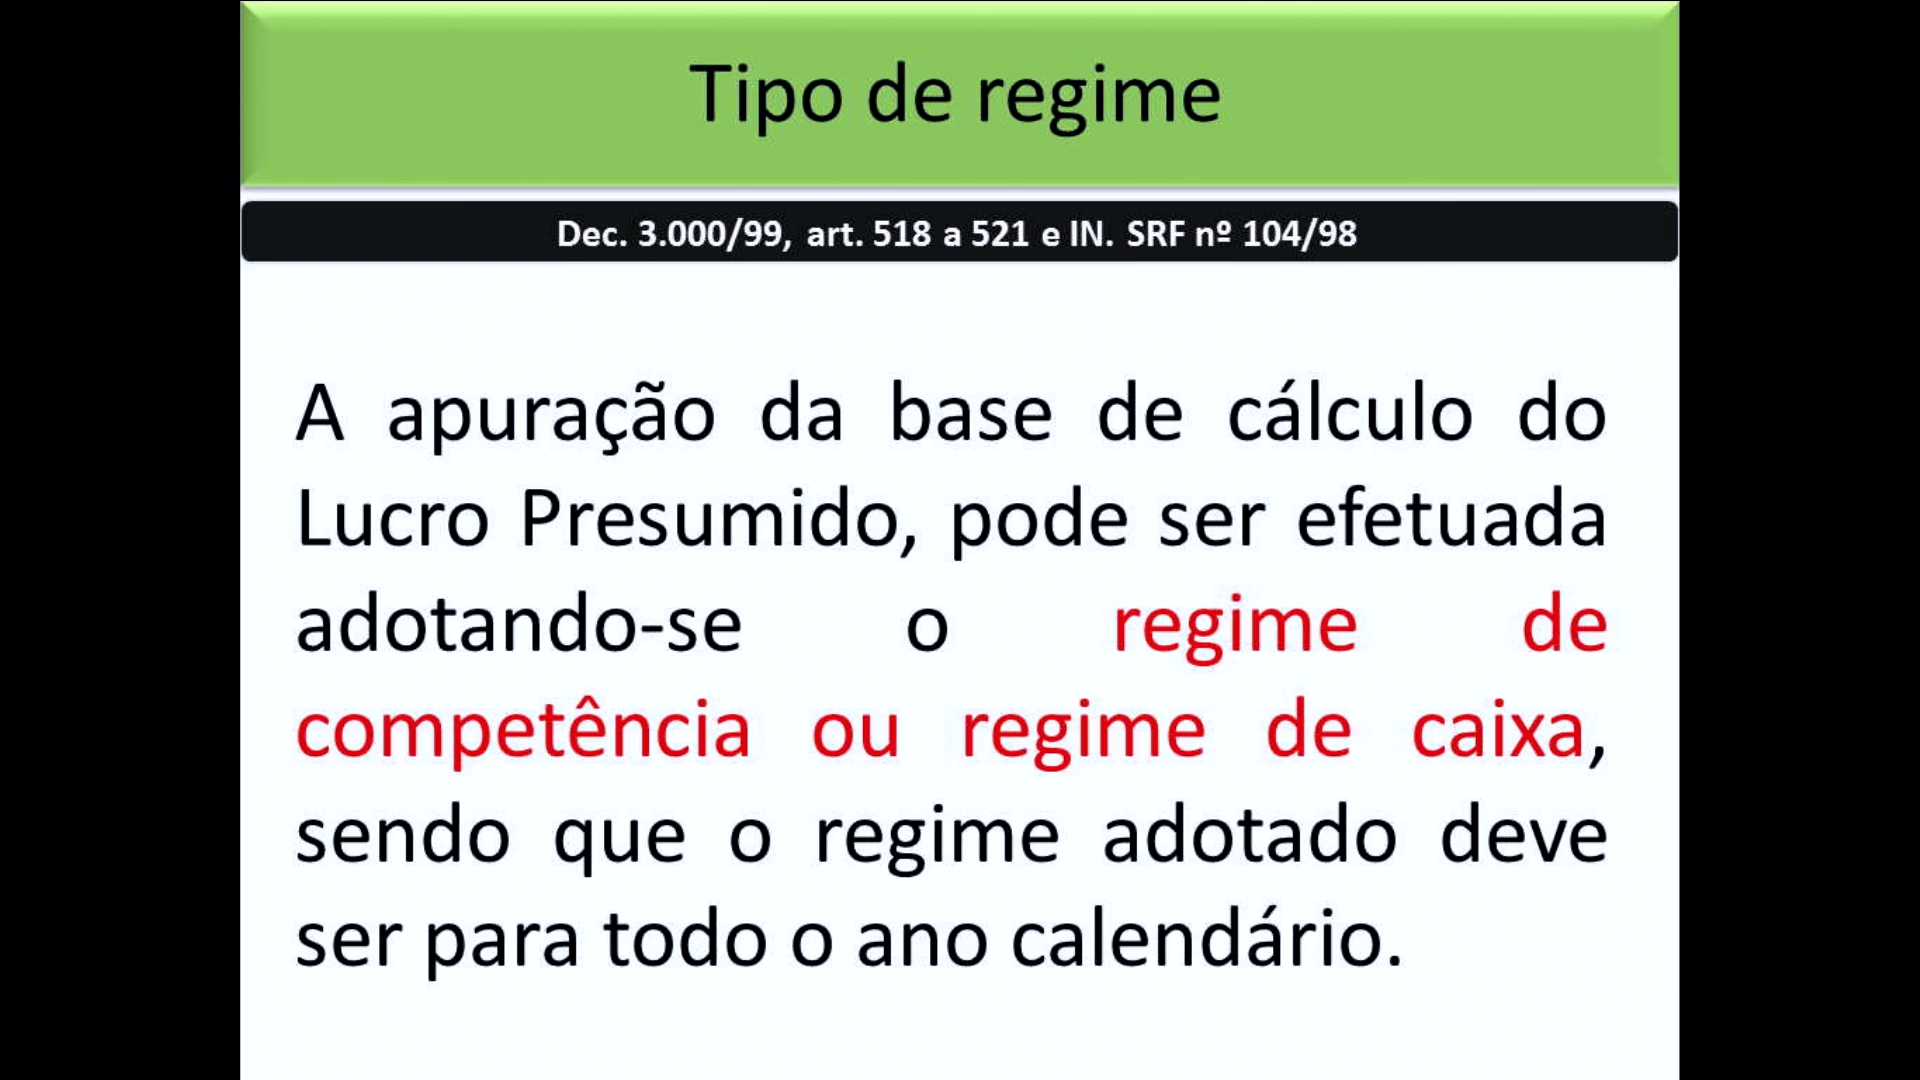 Tipo de regime
Dec. 3.000/99, art. 518 a 521 e IN. SRF nº 104/98
A apuração da base de cálculo do
Lucro Presumido, pode ser efetuada
adotando-se o regime de
competência ou regime de caixa,
sendo que o regime adotado deve
ser para todo o ano calendário.